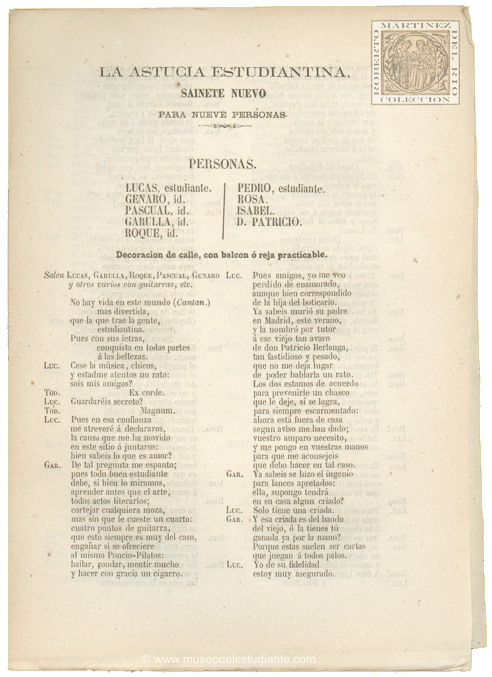 ROBERTO MARTINEZ DEL RIO
COLECCION
LA ASTUCIA ESTUDIANTINA,
SAINETE NUEVO
PARA NUEVE PERSONAS.
PERSONAS.
LUCAS, estudiante.
GENARO, id.
PASCUAL, id.
GARULLA, id.
ROQUE, id.
PEDRO, estudiante.
ROSA.
ISABEL.
D. PATRICIO.
Decoracion de calle, con balcon ó reja practicable.
Salen LUCAS, GARULLA, ROQUE, PASCUAL, GENARO
y otros varios con guitarras, etc.
No hay vida en este mundo (Cantan.)
mas divertida,
que la que trae la gente,
estudiantina.
Pues con sus letras,
conquista en todas partes
á las bellezas.
LUC. Cese la música, chicos,
y estadme atentos un rato:
sois mis amigos?
TOD. Ex corde.
LUC. Guardaréis secreto?
TOD. Magnum.
LUC. Pues en esa confianza
me atreveré á declararos,
la causa que me ha movido
en este sitio á juntaros:
bien sabeis lo que es amor?
GAR. De tal pregunta me espanto;
pues todo buen estudiante
debe, si bien lo miramos,
aprender antes que el arte,
todos actos literarios;
cortejar cualquiera moza,
mas sin que le cueste un cuarto:
cuatro puntos de guitarra,
que esto siempre es muy del caso,
engañar si se ofreciere
al mismo Poncio-Pilatos:
bailar, pondar, mentir mucho
y hacer con gracia un cigarro.
LUC. Pues amigos, yo me veo
perdido de enamorado,
aunque bien correspondido
de la hija del boticario.
Ya sabeis murió su padre
en Madrid, este verano,
y la nombró por tutor
á ese viejo tan avaro
de don Patricio Berlanga,
tan fastidioso y pesado,
que no me deja lugar
de poder hablarla un rato.
Los dos estamos de acuerdo
para prevenirle un chasco
que le deje, si se logra,
para siempre escarmentado:
ahora está fuera de casa
segun aviso me han dado;
vuestro amparo necesito,
y me pongo en vuestras manos
para que me aconsejeis
que debo hacer en tal caso.
GAR. Ya sabeis se hizo el ingenio
para lances aprestados:
ella, supongo tendrá
en su casa algun criado?
LUC. Solo tiene una criada.
GAR. Y esa criada es del bando
del viejo, ó la tienes tú
ganada ya por la mano?
Porque estas suelen ser cartas
que juegan á todos palos.
LUC. Yo de su fidelidad
estoy muy asegurado.
© www.museodelestudiante.com